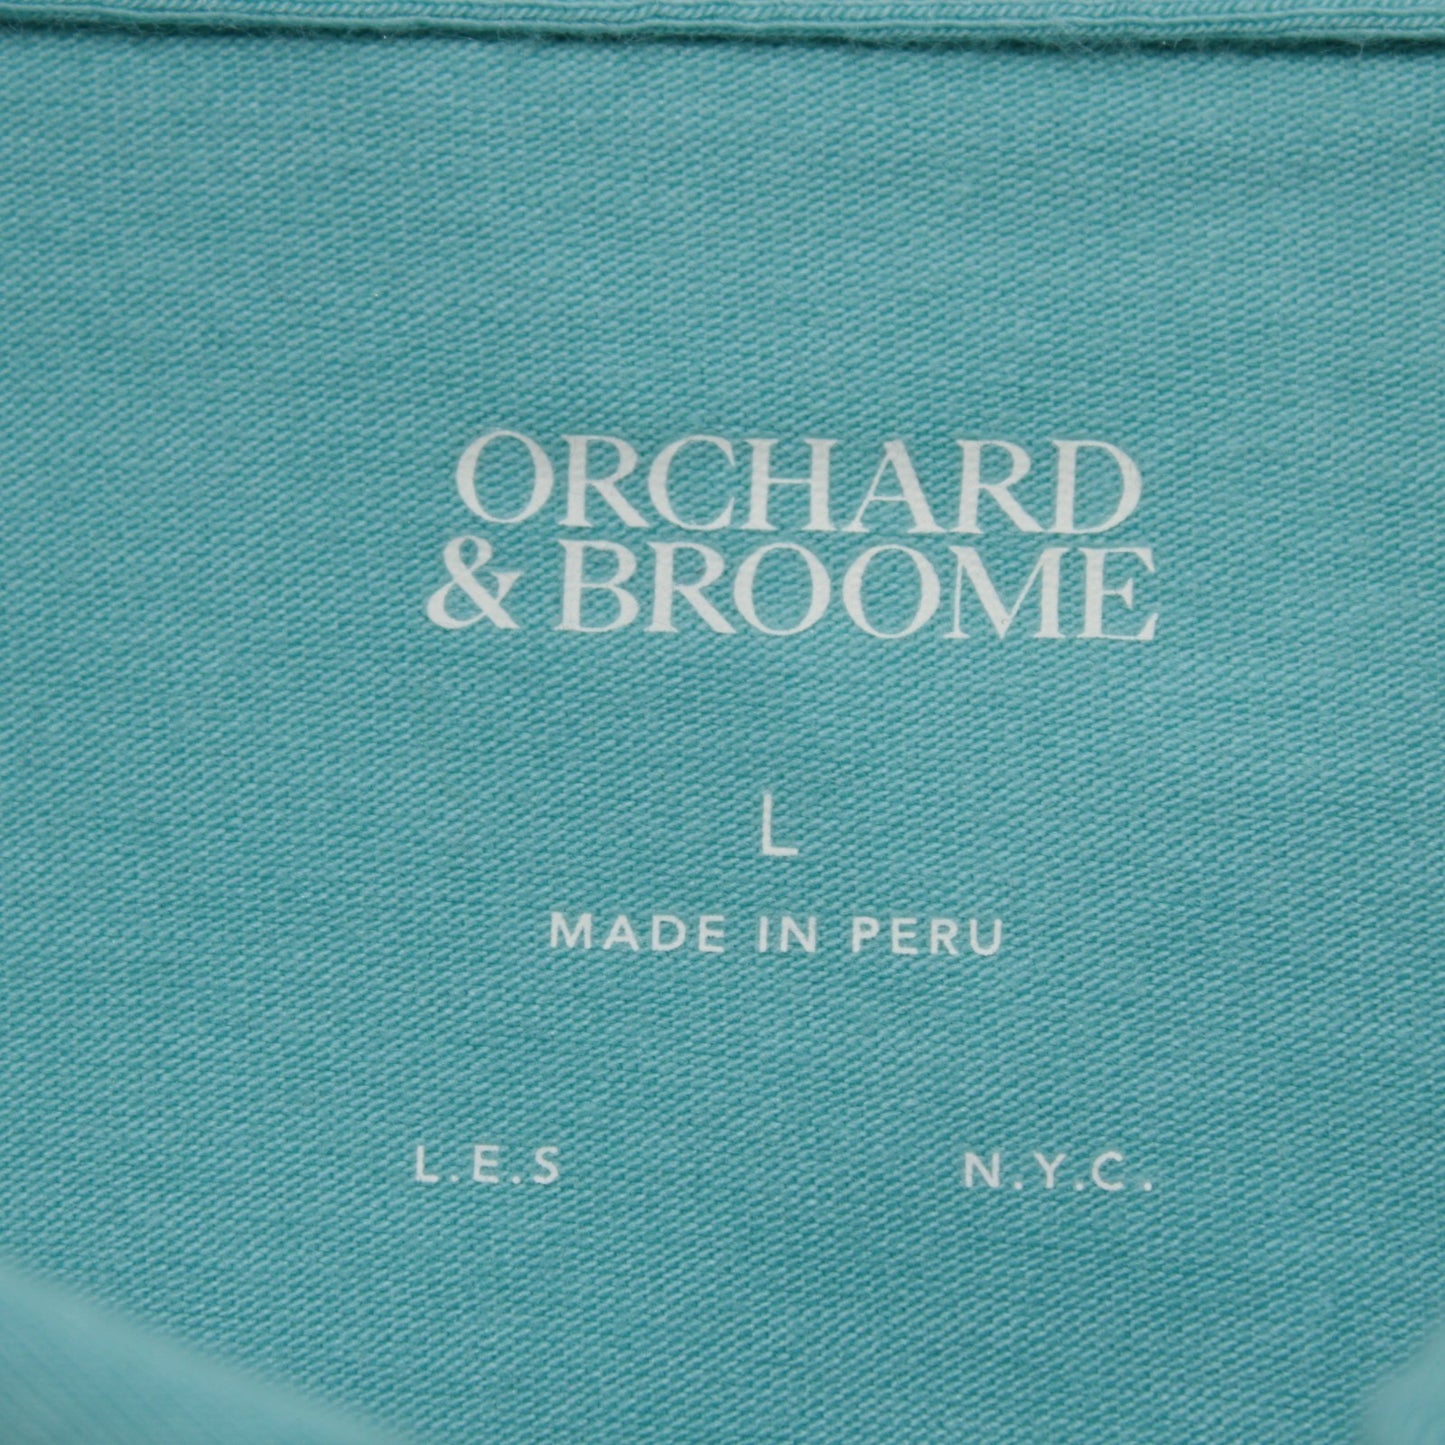 ORCHARD
& BROOME
L
MADE IN PERU
L.E.S N.Y.C.